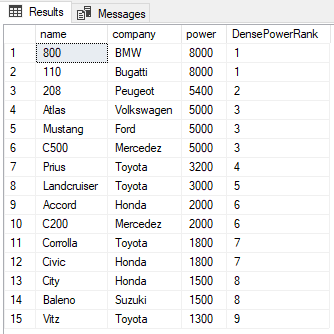 Results Messages
name company power DensePowerRank
1 800 BMW 8000 1
2 110 Bugatti 8000 1
3 208 Peugeot 5400 2
4 Atlas Volkswagen 5000 3
5 Mustang Ford 5000 3
6 C500 Mercedez 5000 3
7 Prius Toyota 3200 4
8 Landcruiser Toyota 3000 5
9 Accord Honda 2000 6
10 C200 Mercedez 2000 6
11 Corrolla Toyota 1800 7
12 Civic Honda 1800 7
13 City Honda 1500 8
14 Baleno Suzuki 1500 8
15 Vitz Toyota 1300 9